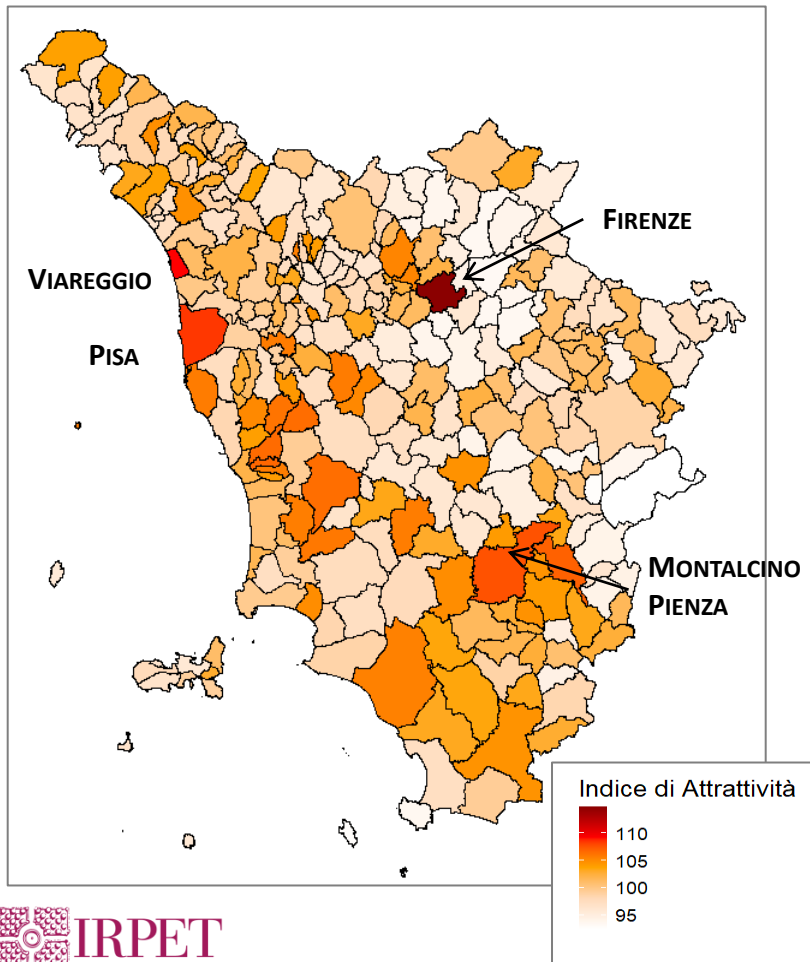 FIRENZE
VIAREGGIO
PISA
MONTALCINO
PIENZA
Indice di Attrattività
110
105
100
95
IRPET